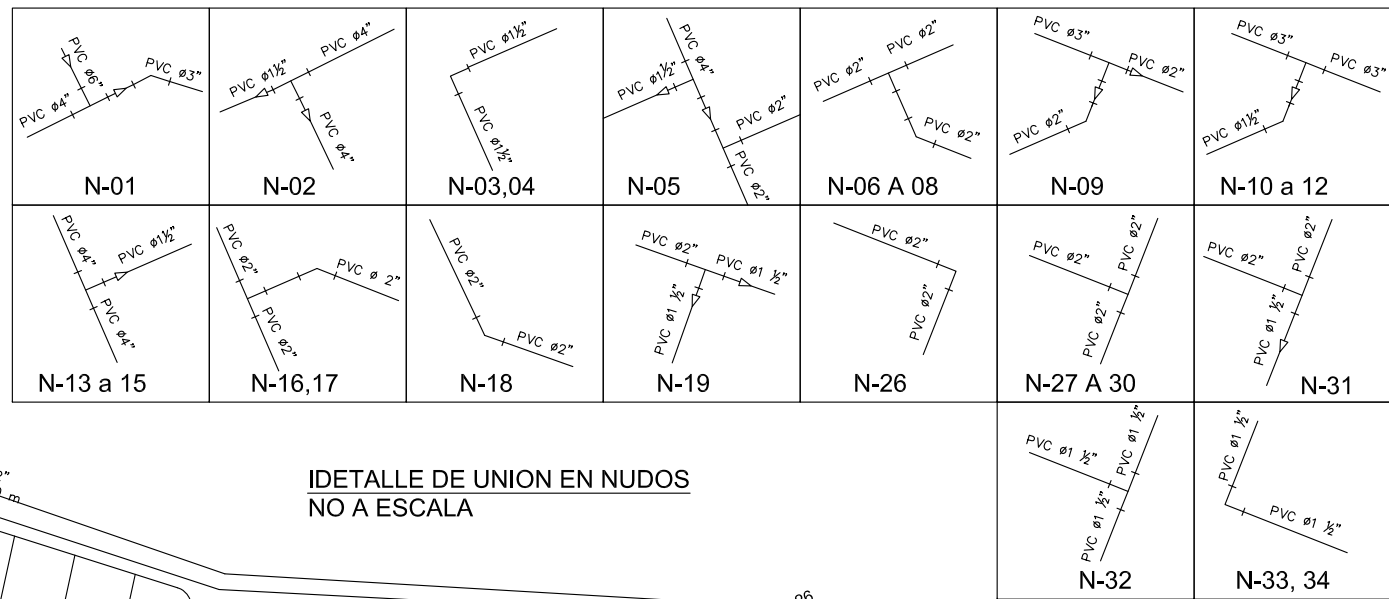 PVC ø6"
PVC ø4"
PVC ø3"
N-01
PVC ø4"
PVC ø1½"
PVC ø4"
N-02
PVC ø1½"
PVC ø1½"
N-03,04
PVC ø4"
PVC ø1½"
PVC ø2"
PVC ø2"
N-05
PVC ø2"
PVC ø2"
PVC ø2"
N-06 A 08
PVC ø3"
PVC ø2"
PVC ø2"
N-09
PVC ø3"
PVC ø3"
PVC ø1½"
N-10 a 12
PVC ø4"
PVC ø1½"
PVC ø4"
N-13 a 15
PVC ø2"
PVC ø 2"
PVC ø2"
N-16,17
PVC ø2"
PVC ø2"
N-18
PVC ø2"
PVC ø1 ½"
PVC ø1 ½"
N-19
PVC ø2"
PVC ø2"
N-26
PVC ø2"
PVC ø2"
PVC ø2"
N-27 A 30
PVC ø2"
PVC ø2"
PVC ø1 ½"
N-31
PVC ø1 ½"
PVC ø1 ½"
PVC ø1 ½"
N-32
PVC ø1 ½"
PVC ø1 ½"
N-33, 34
IDETALLE DE UNION EN NUDOS
NO A ESCALA